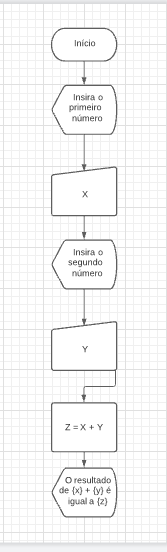 Início
Insira o
primeiro
número
X
Insira o
segundo
número
Y
Z = X + Y
O resultado
de {x} + {y} é
igual a {z}